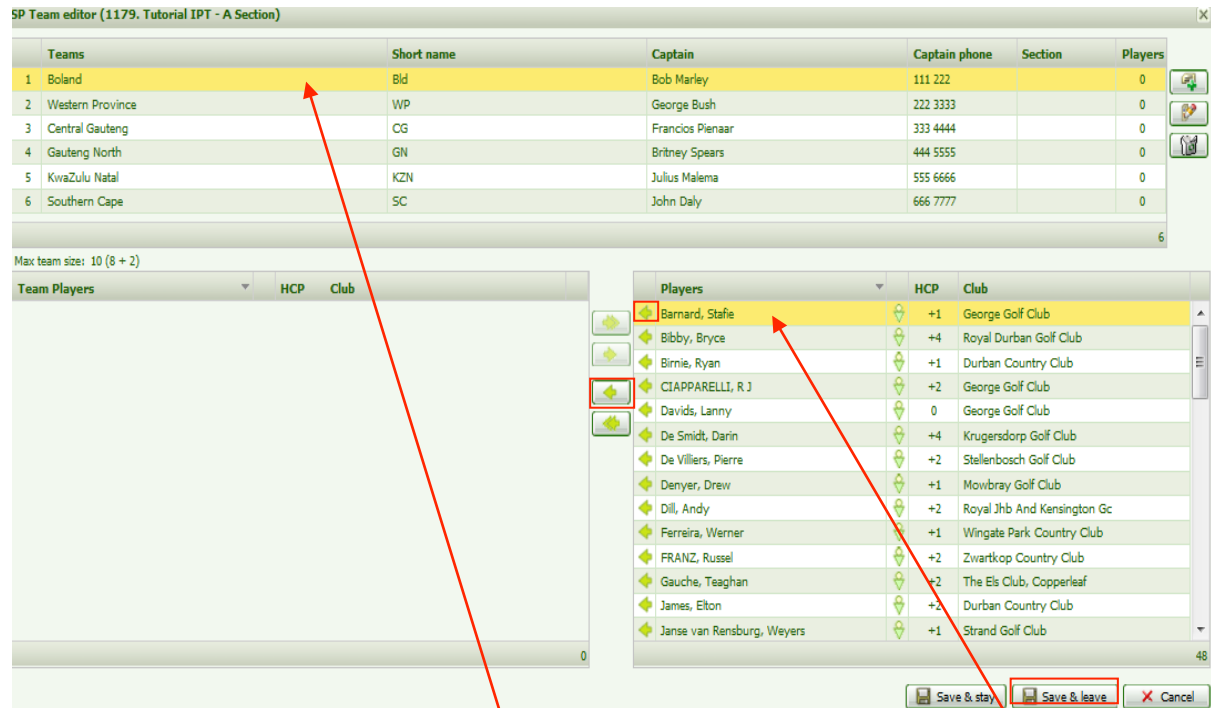 SP Team editor (1179. Tutorial IPT - A Section)
Teams Short name Captain Captain phone Section Players
1 Boland Bld Bob Marley 111 222 0
2 Western Province WP George Bush 222 3333 0
3 Central Gauteng CG Francios Pienaar 333 4444 0
4 Gauteng North GN Britney Spears 444 5555 0
5 KwaZulu Natal KZN Julius Malema 555 6666 0
6 Southern Cape SC John Daly 666 7777 0
6
Max team size: 10 (8 + 2)
Team Players HCP Club
Players HCP Club
Barnard, Stafie +1 George Golf Club
Bibby, Bryce +4 Royal Durban Golf Club
Birnie, Ryan +1 Durban Country Club
CIAPPARELLI, R J +2 George Golf Club
Davids, Lanny 0 George Golf Club
De Smidt, Darin +4 Krugersdorp Golf Club
De Villiers, Pierre +2 Stellenbosch Golf Club
Denyer, Drew +1 Mowbray Golf Club
Dill, Andy +2 Royal Jhb And Kensington Gc
Ferreira, Werner +1 Wingate Park Country Club
FRANZ, Russel +2 Zwartkop Country Club
Gauche, Teaghan +2 The Els Club, Copperleaf
James, Elton +2 Durban Country Club
Janse van Rensburg, Weyers +1 Strand Golf Club
0
48
Save & stay Save & leave Cancel